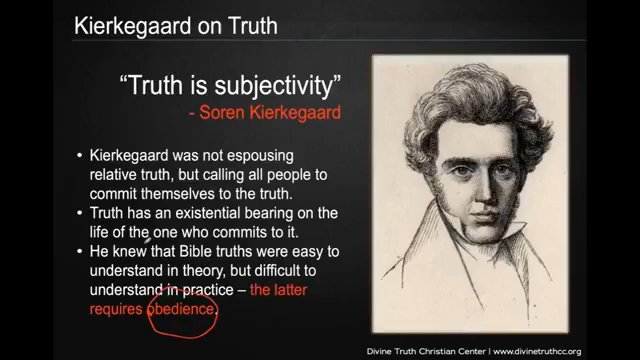 Kierkegaard on Truth
“Truth is subjectivity”
- Soren Kierkegaard
• Kierkegaard was not espousing
relative truth, but calling all people to
commit themselves to the truth.
• Truth has an existential bearing on the
life of the one who commits to it.
• He knew that Bible truths were easy to
understand in theory, but difficult to
understand in practice – the latter
requires obedience.
Divine Truth Christian Center | www.divinetruthcc.org